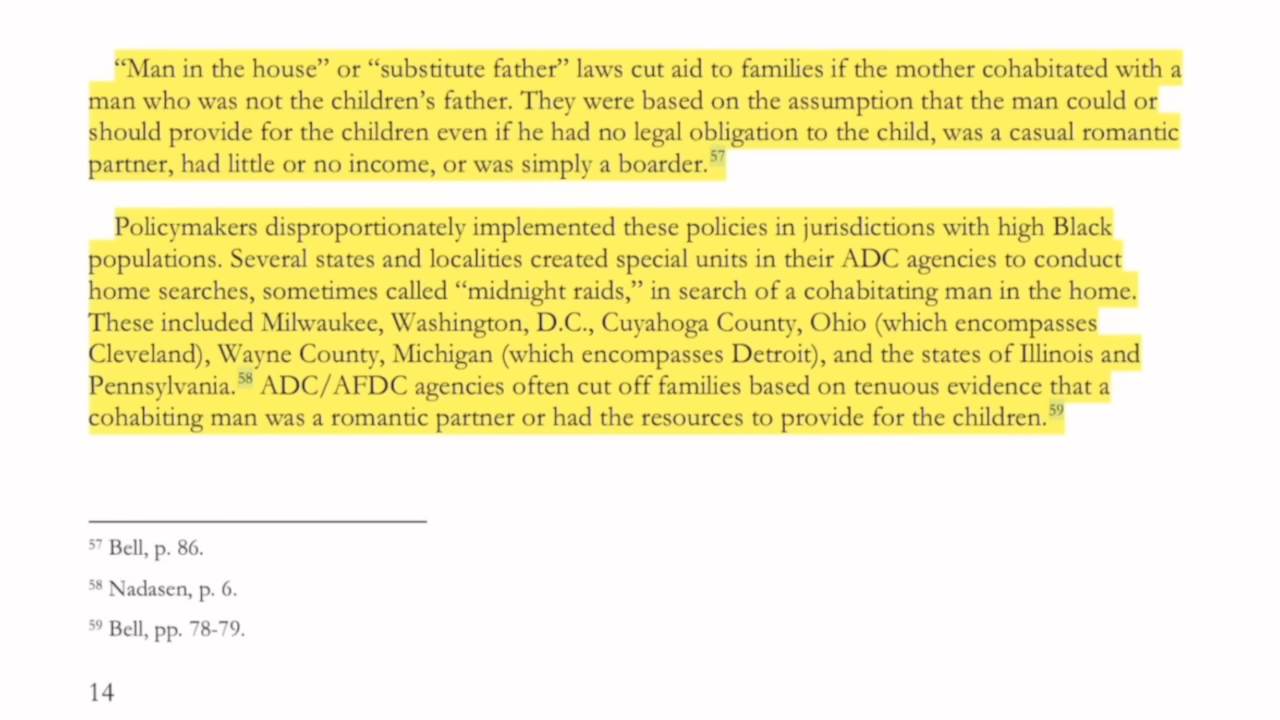 “Man in the house” or “substitute father” laws cut aid to families if the mother cohabitated with a
man who was not the children’s father. They were based on the assumption that the man could or
should provide for the children even if he had no legal obligation to the child, was a casual romantic
partner, had little or no income, or was simply a boarder.57
Policymakers disproportionately implemented these policies in jurisdictions with high Black
populations. Several states and localities created special units in their ADC agencies to conduct
home searches, sometimes called “midnight raids,” in search of a cohabitating man in the home.
These included Milwaukee, Washington, D.C., Cuyahoga County, Ohio (which encompasses
Cleveland), Wayne County, Michigan (which encompasses Detroit), and the states of Illinois and
Pennsylvania.58 ADC/AFDC agencies often cut off families based on tenuous evidence that a
cohabiting man was a romantic partner or had the resources to provide for the children.59
57 Bell, p. 86.
58 Nadasen, p. 6.
59 Bell, pp. 78-79.
14